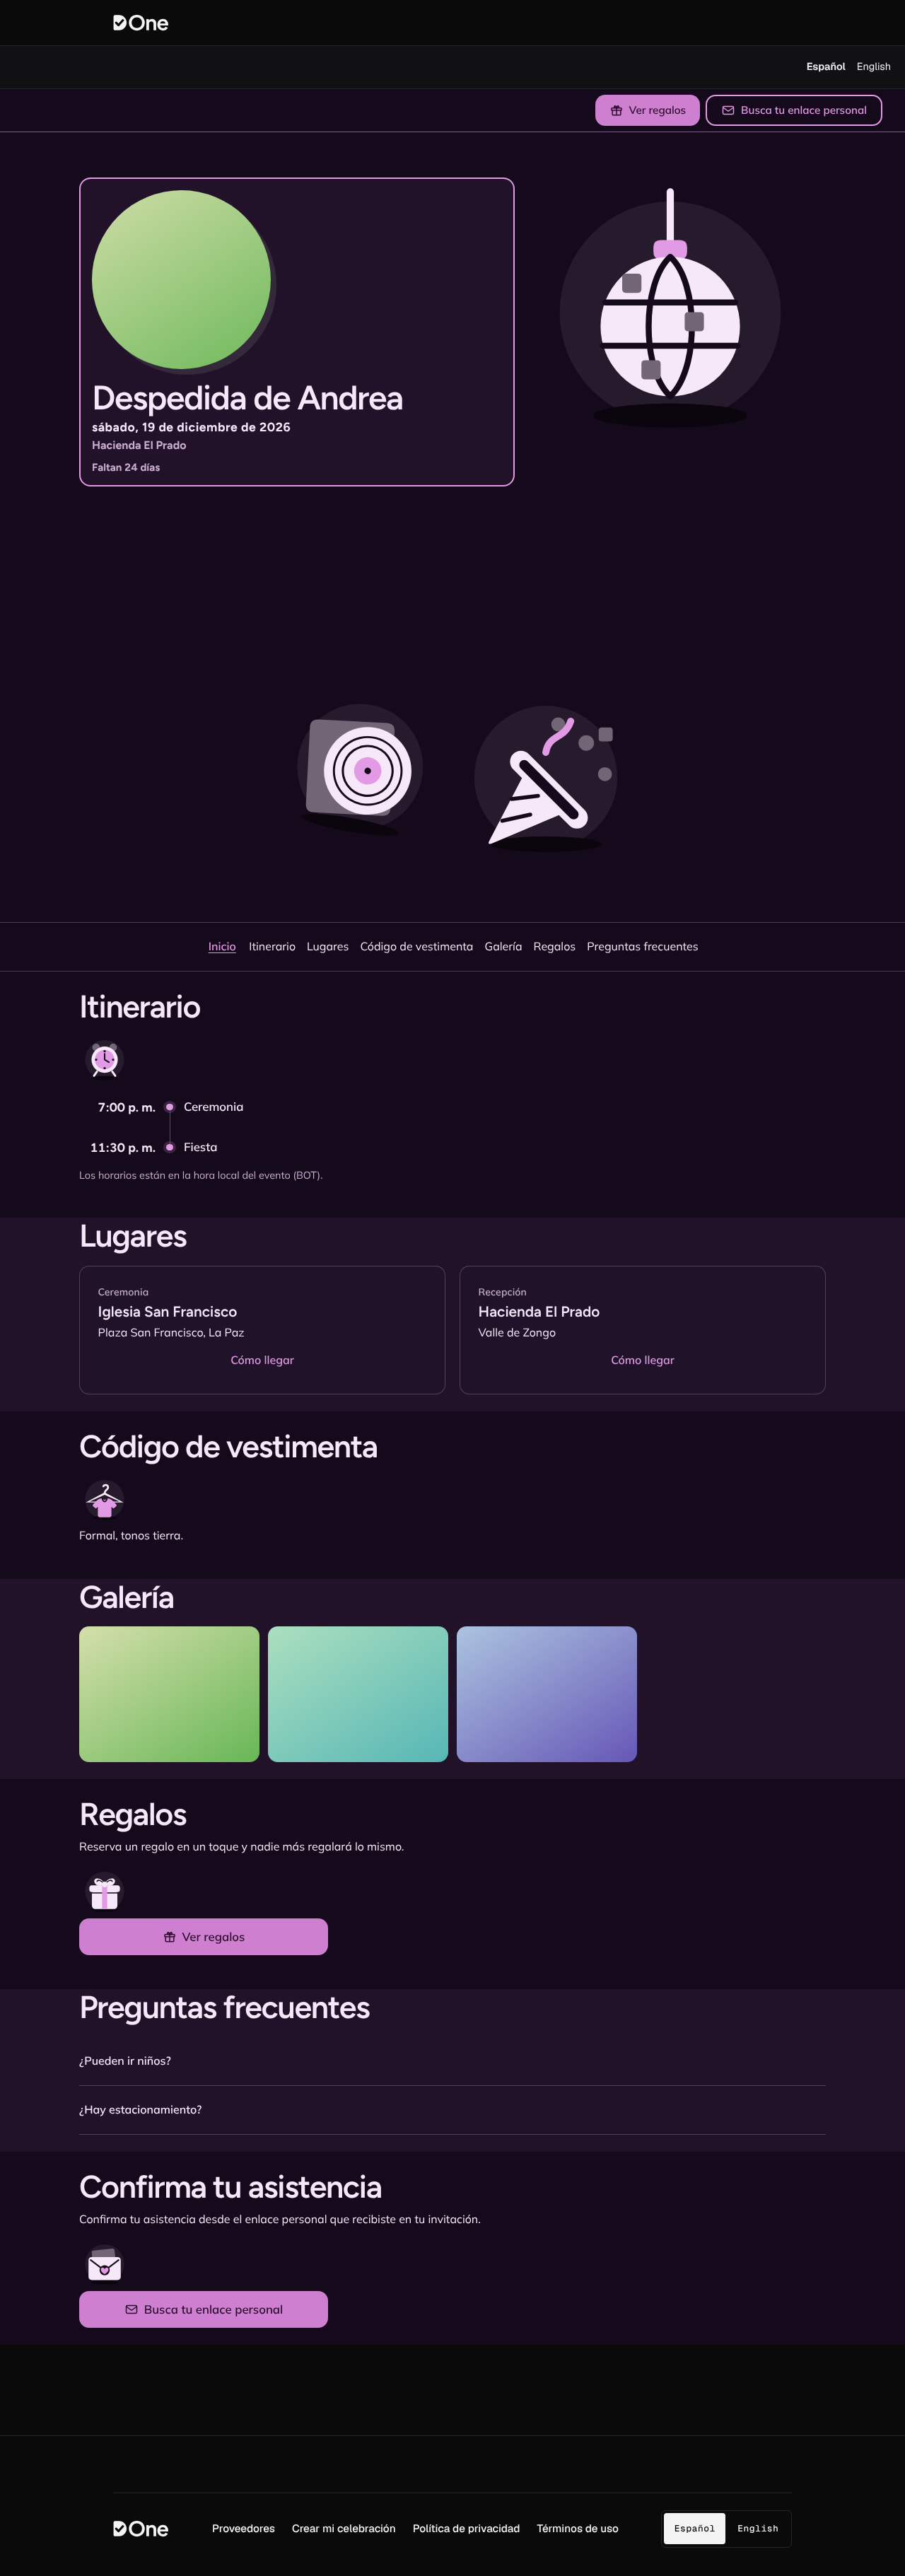 One
Español English
Ver regalos Busca tu enlace personal
Despedida de Andrea
sábado, 19 de diciembre de 2026
Hacienda El Prado
Faltan 24 días
Inicio Itinerario Lugares Código de vestimenta Galería Regalos Preguntas frecuentes
Itinerario
7:00 p. m. Ceremonia
11:30 p. m. Fiesta
Los horarios están en la hora local del evento (BOT).
Lugares
Ceremonia
Iglesia San Francisco
Plaza San Francisco, La Paz
Cómo llegar
Recepción
Hacienda El Prado
Valle de Zongo
Cómo llegar
Código de vestimenta
Formal, tonos tierra.
Galería
Regalos
Reserva un regalo en un toque y nadie más regalará lo mismo.
Ver regalos
Preguntas frecuentes
¿Pueden ir niños?
¿Hay estacionamiento?
Confirma tu asistencia
Confirma tu asistencia desde el enlace personal que recibiste en tu invitación.
Busca tu enlace personal
One Proveedores Crear mi celebración Política de privacidad Términos de uso Español English